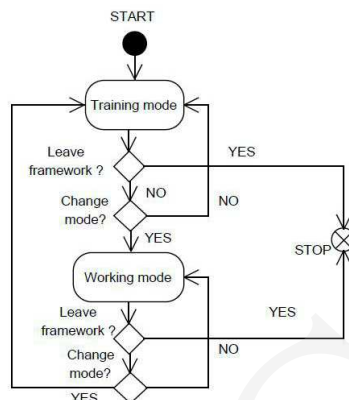 START
Training mode
Leave
framework ?
YES
NO
Change
mode?
NO
YES
STOP
Working mode
Leave
framework ?
YES
Change
mode?
NO
YES